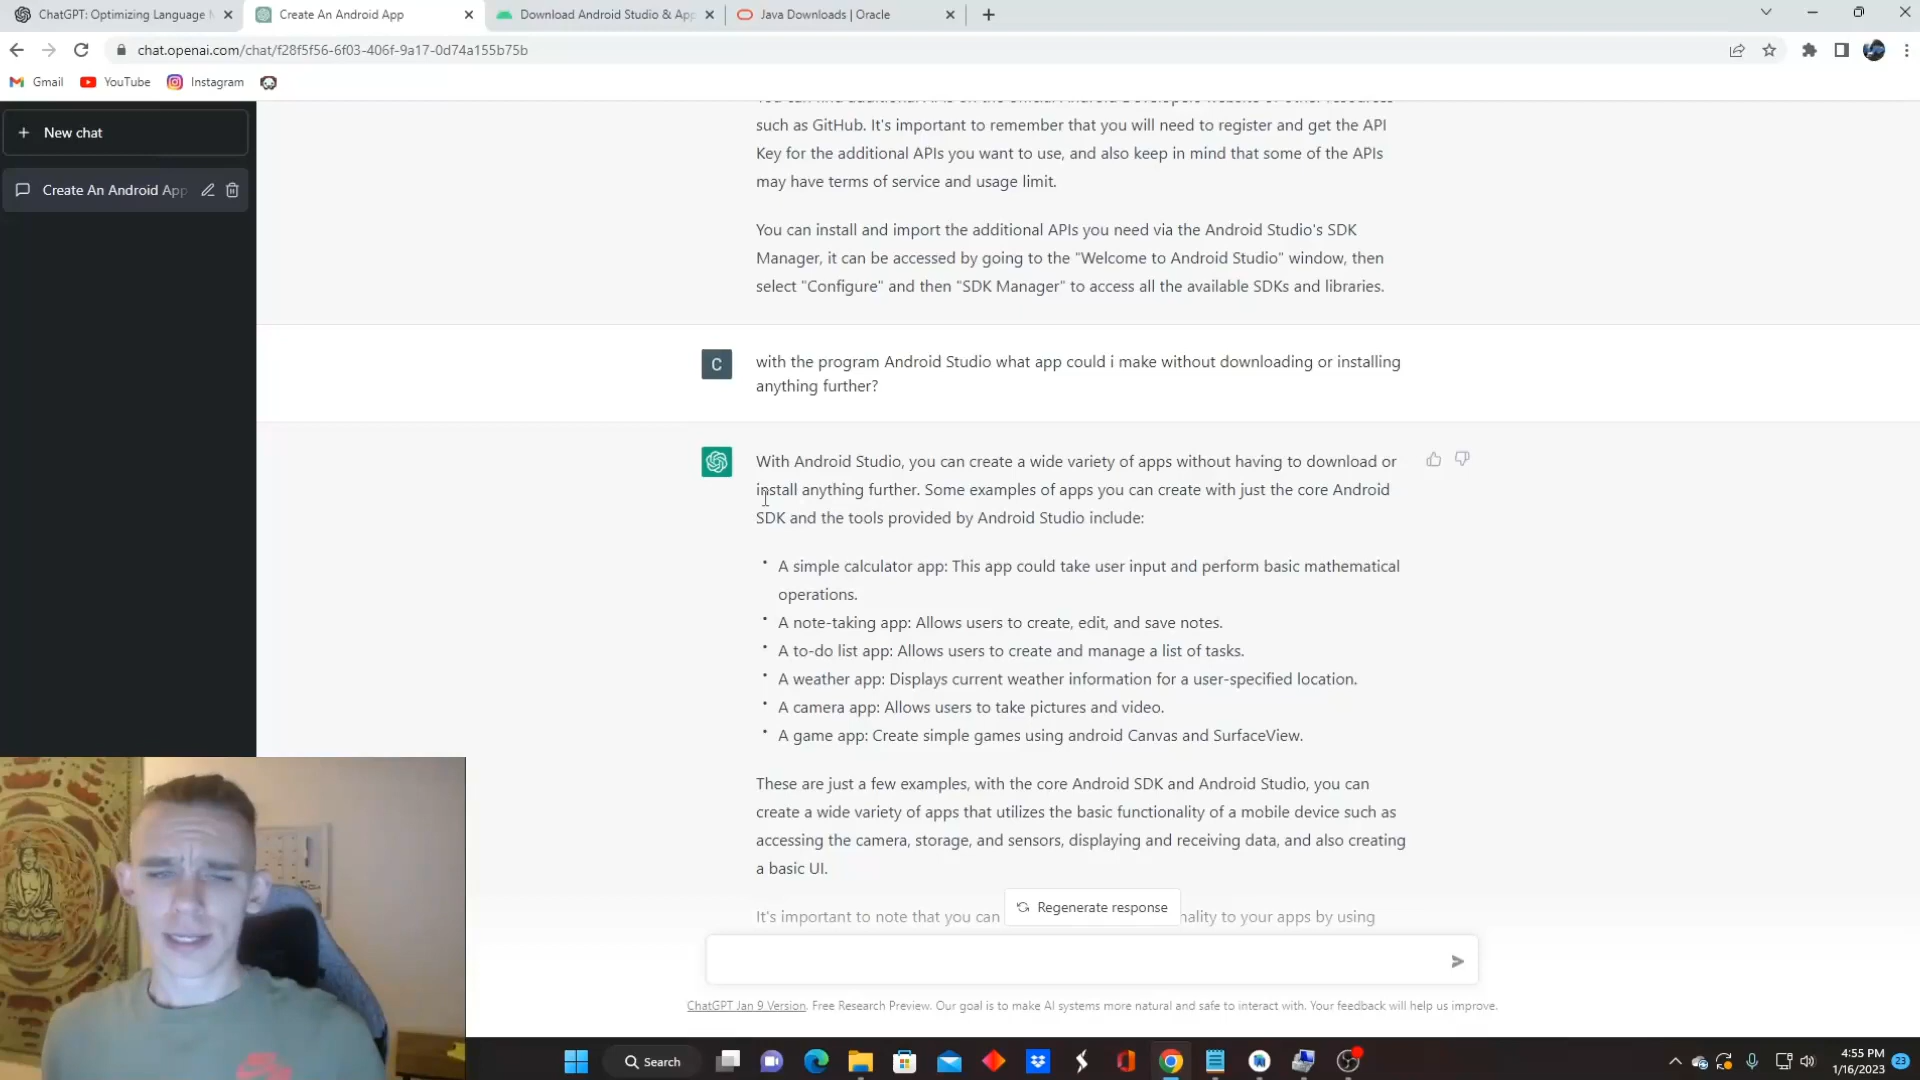 ChatGPT: Optimizing Language
Create An Android App
Download Android Studio & App
Java Downloads | Oracle
chat.openai.com/chat/f28f5f56-6f03-406f-9a17-0d74a155b75b
Gmail
YouTube
Instagram
New chat
Create An Android App
such as GitHub. It's important to remember that you will need to register and get the API
Key for the additional APIs you want to use, and also keep in mind that some of the APIs
may have terms of service and usage limit.
You can install and import the additional APIs you need via the Android Studio's SDK
Manager, it can be accessed by going to the "Welcome to Android Studio" window, then
select "Configure" and then "SDK Manager" to access all the available SDKs and libraries.
C
with the program Android Studio what app could i make without downloading or installing
anything further?
With Android Studio, you can create a wide variety of apps without having to download or
install anything further. Some examples of apps you can create with just the core Android
SDK and the tools provided by Android Studio include:
• A simple calculator app: This app could take user input and perform basic mathematical
operations.
• A note-taking app: Allows users to create, edit, and save notes.
• A to-do list app: Allows users to create and manage a list of tasks.
• A weather app: Displays current weather information for a user-specified location.
• A camera app: Allows users to take pictures and video.
• A game app: Create simple games using android Canvas and SurfaceView.
These are just a few examples, with the core Android SDK and Android Studio, you can
create a wide variety of apps that utilizes the basic functionality of a mobile device such as
accessing the camera, storage, and sensors, displaying and receiving data, and also creating
a basic UI.
It's important to note that you can
nality to your apps by using
Regenerate response
ChatGPT Jan 9 Version. Free Research Preview. Our goal is to make AI systems more natural and safe to interact with. Your feedback will help us improve.
Search
4:55 PM
1/16/2023
23